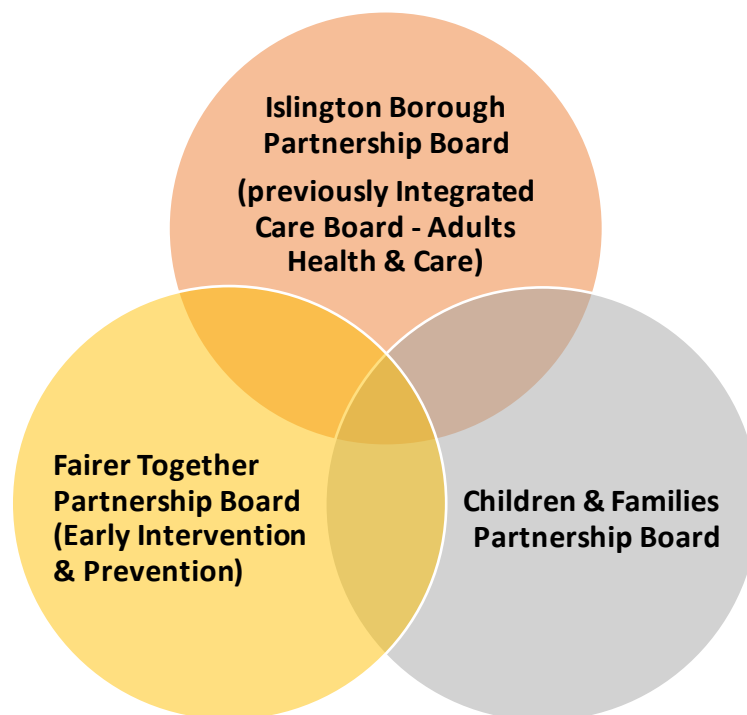 Islington Borough
Partnership Board
(previously Integrated
Care Board - Adults
Health & Care)
Fairer Together
Partnership Board
(Early Intervention
& Prevention)
Children & Families
Partnership Board